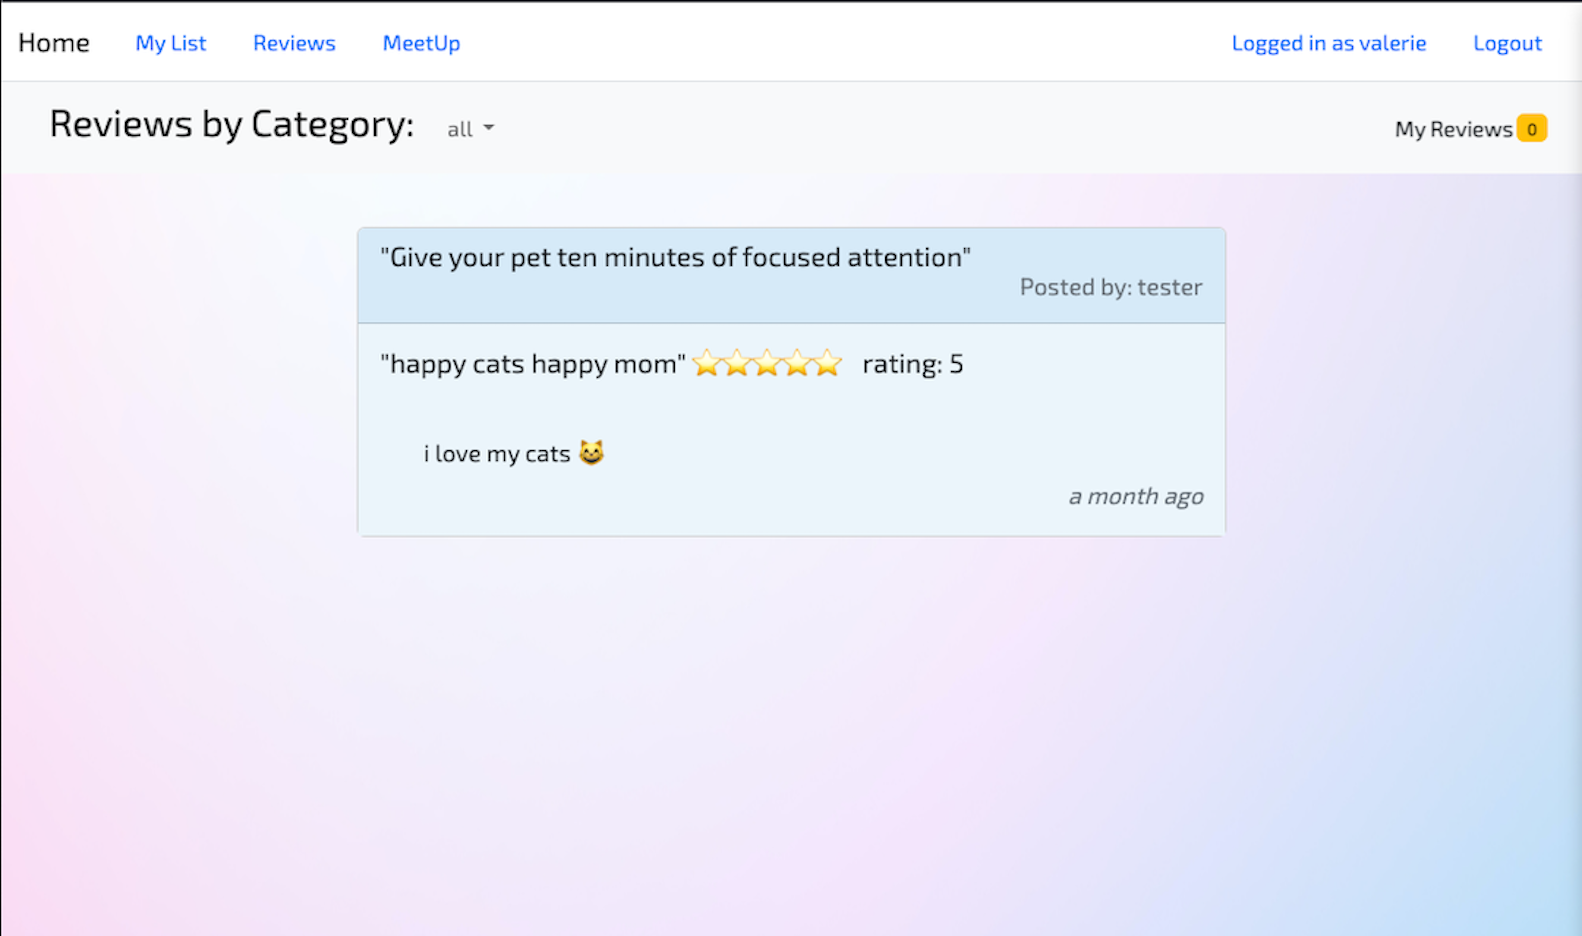 Home My List Reviews MeetUp Logged in as valerie Logout
Reviews by Category: all My Reviews 0
"Give your pet ten minutes of focused attention"
Posted by: tester
"happy cats happy mom" ⭐⭐⭐⭐⭐ rating: 5
i love my cats 😺
a month ago